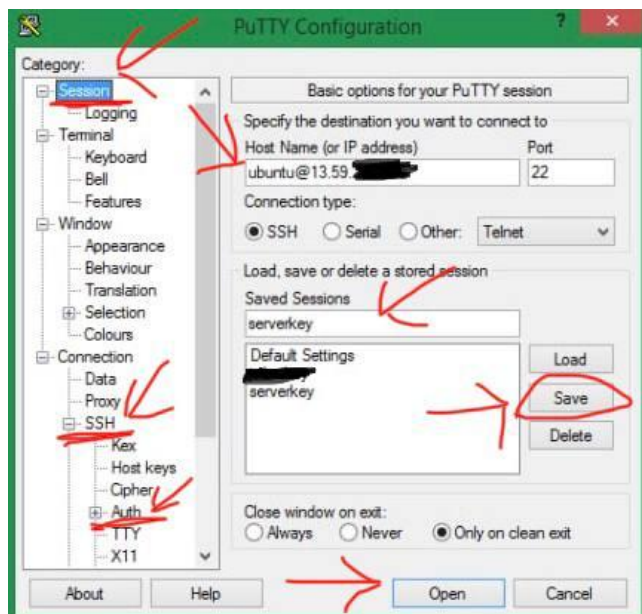 PuTTY Configuration
?
×
Category:
Session
Logging
Terminal
Keyboard
Bell
Features
Window
Appearance
Behaviour
Translation
Selection
Colours
Connection
Data
Proxy
SSH
Kex
Host keys
Cipher
Auth
TTY
X11
Basic options for your PuTTY session
Specify the destination you want to connect to
Host Name (or IP address)
Port
ubuntu@13.59.
22
Connection type:
SSH
Serial
Other:
Telnet
Load, save or delete a stored session
Saved Sessions
serverkey
Default Settings
serverkey
Load
Save
Delete
Close window on exit:
Always
Never
Only on clean exit
About
Help
Open
Cancel